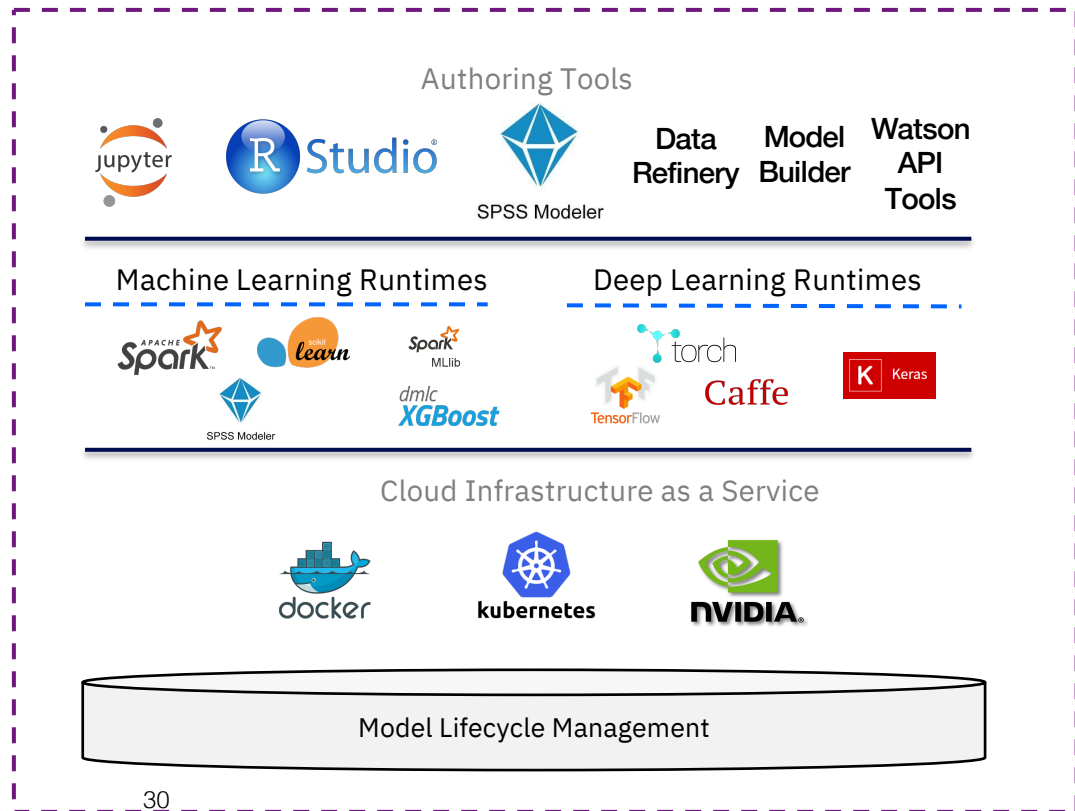 Authoring Tools
jupyter
R Studio®
SPSS Modeler
Data
Refinery
Model
Builder
Watson
API
Tools
Machine Learning Runtimes
Deep Learning Runtimes
APACHE
Spark™
scikit
learn
Spark
MLlib
SPSS Modeler
dmlc
XGBoost
torch
TensorFlow
Caffe
K Keras
Cloud Infrastructure as a Service
docker
kubernetes
NVIDIA®
Model Lifecycle Management
30